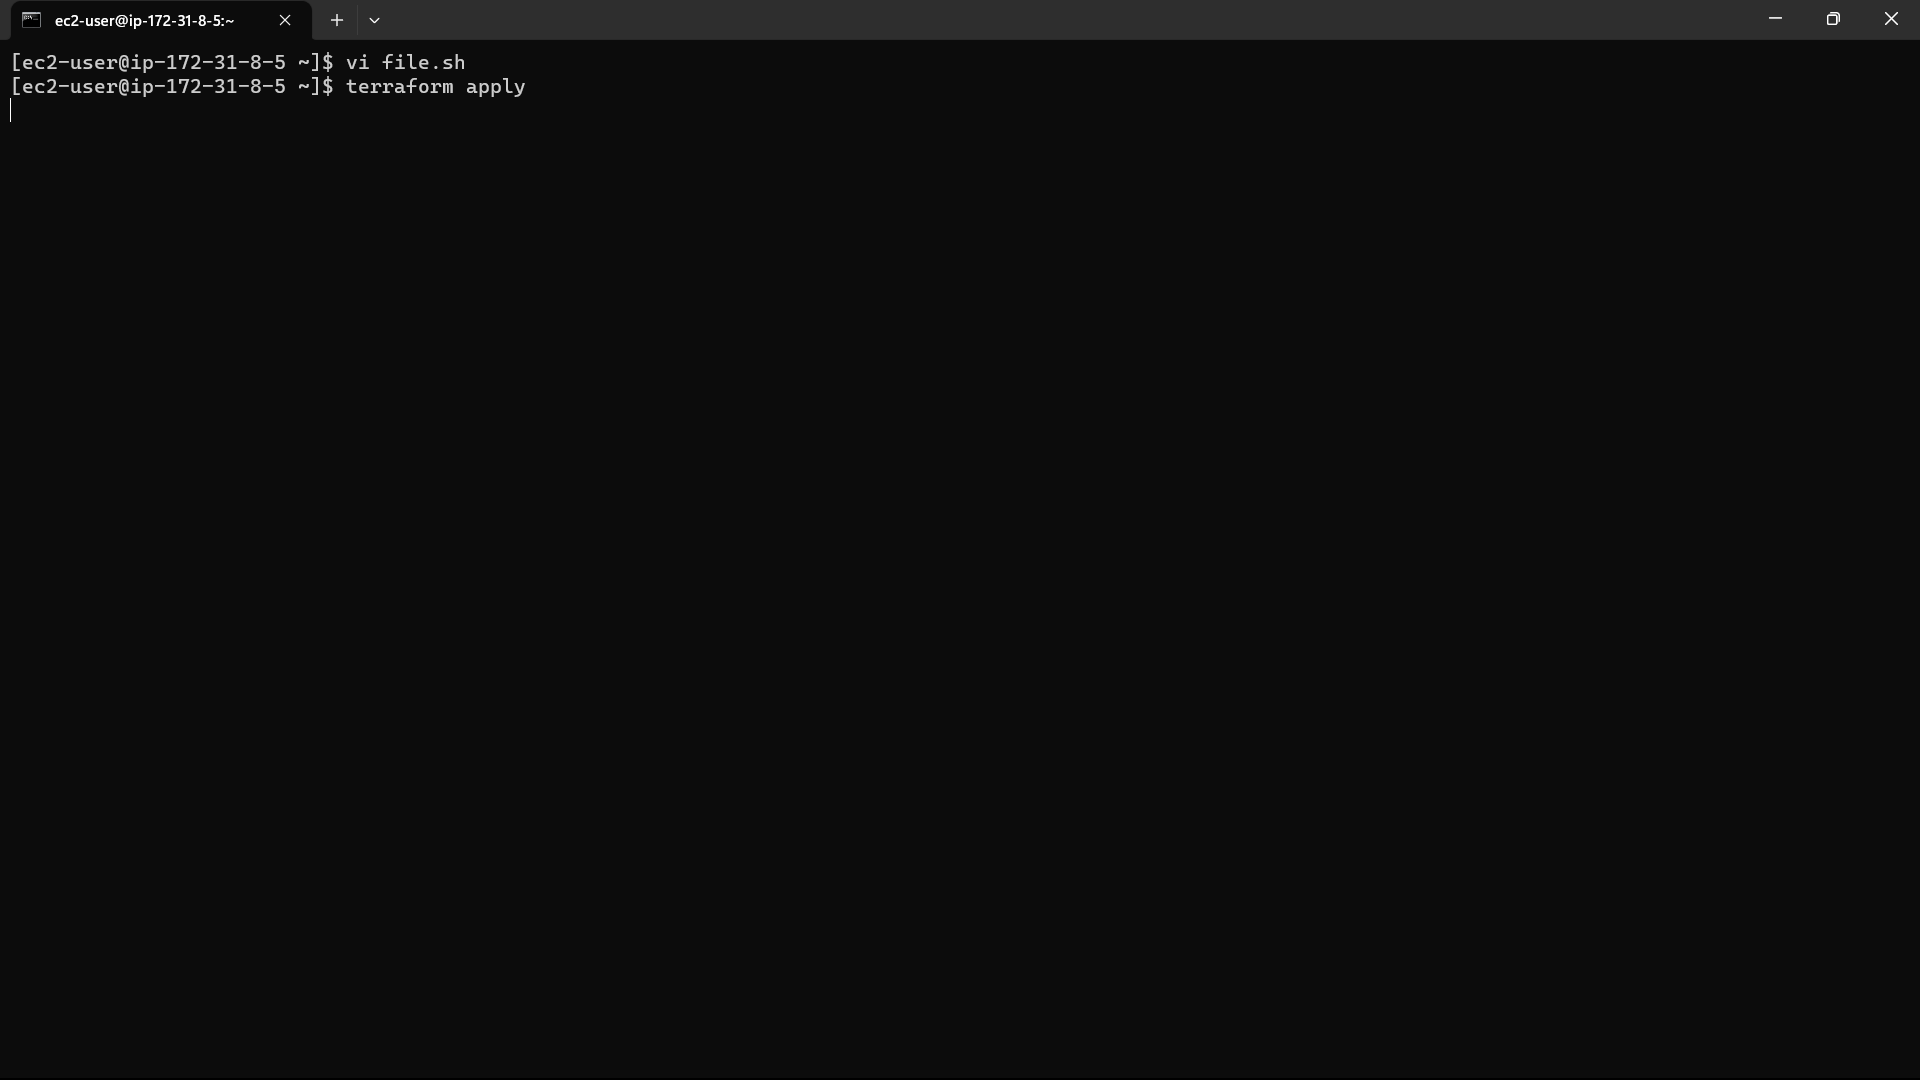 ec2-user@ip-172-31-8-5:~
[ec2-user@ip-172-31-8-5 ~]$ vi file.sh
[ec2-user@ip-172-31-8-5 ~]$ terraform apply